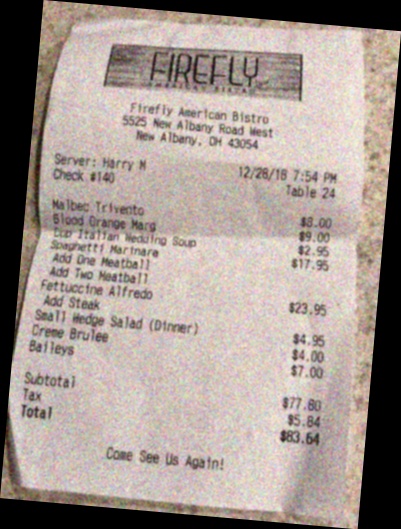 FIREFLY
AMERICAN BISTRO
Firefly American Bistro
5525 New Albany Road West
New Albany, OH 43054
Server: Harry M 12/28/18 7:54 PM
Check #140 Table 24
Malbec Trivento $8.00
Blood Orange Marg $9.00
Cup Italian Wedding Soup $2.95
Spaghetti Marinara $17.95
Add One Meatball
Add Two Meatball
Fettuccine Alfredo $23.95
Add Steak
Small Wedge Salad (Dinner) $4.95
Creme Brulee $4.00
Baileys $7.00
Subtotal $77.80
Tax $5.84
Total $83.64
Come See Us Again!